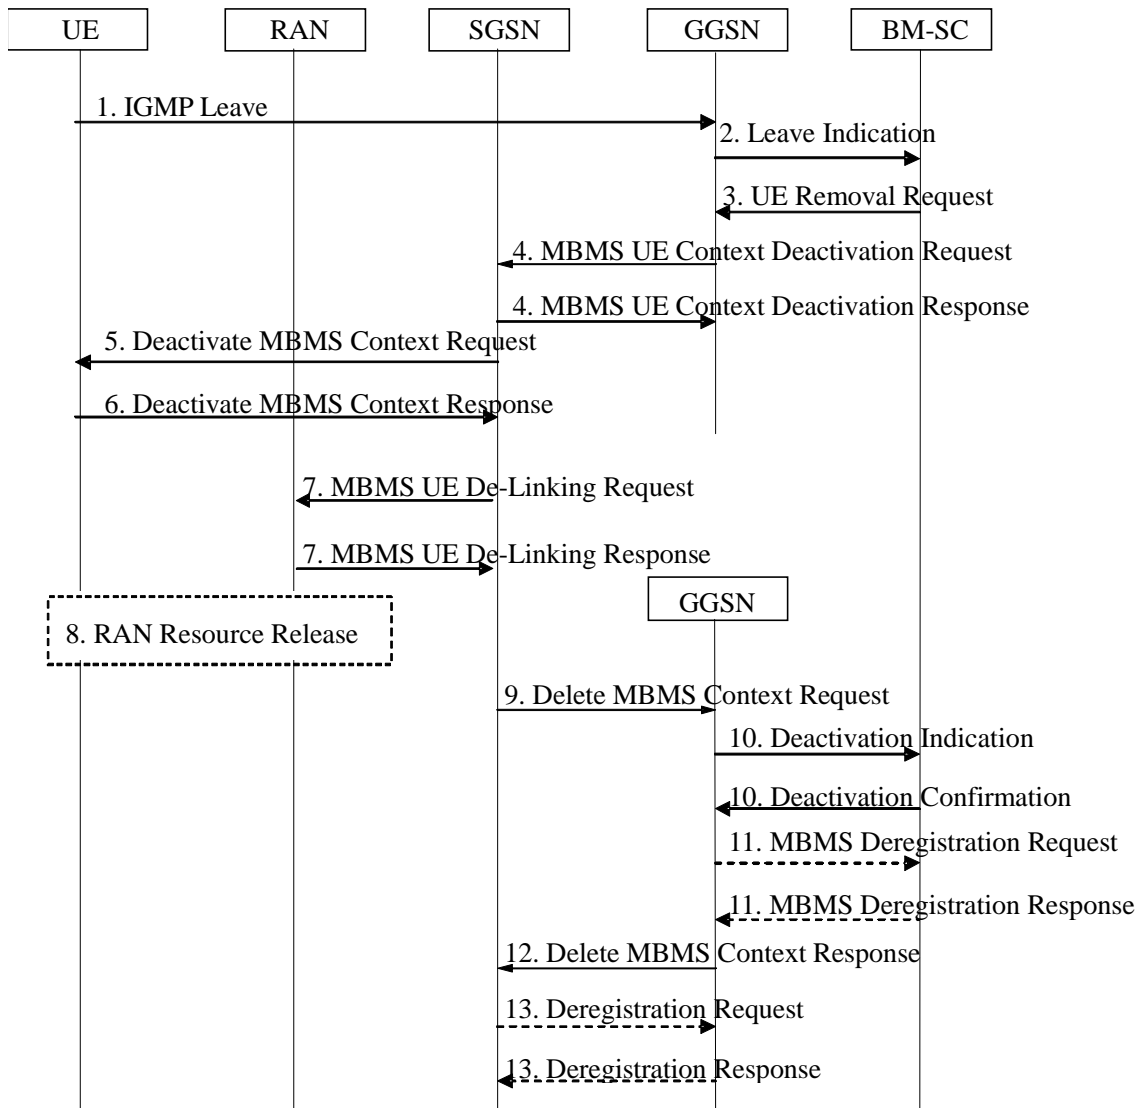 UE RAN SGSN GGSN BM-SC
1. IGMP Leave
2. Leave Indication
3. UE Removal Request
4. MBMS UE Context Deactivation Request
4. MBMS UE Context Deactivation Response
5. Deactivate MBMS Context Request
6. Deactivate MBMS Context Response
7. MBMS UE De-Linking Request
7. MBMS UE De-Linking Response
GGSN
8. RAN Resource Release
9. Delete MBMS Context Request
10. Deactivation Indication
10. Deactivation Confirmation
11. MBMS Deregistration Request
11. MBMS Deregistration Response
12. Delete MBMS Context Response
13. Deregistration Request
13. Deregistration Response